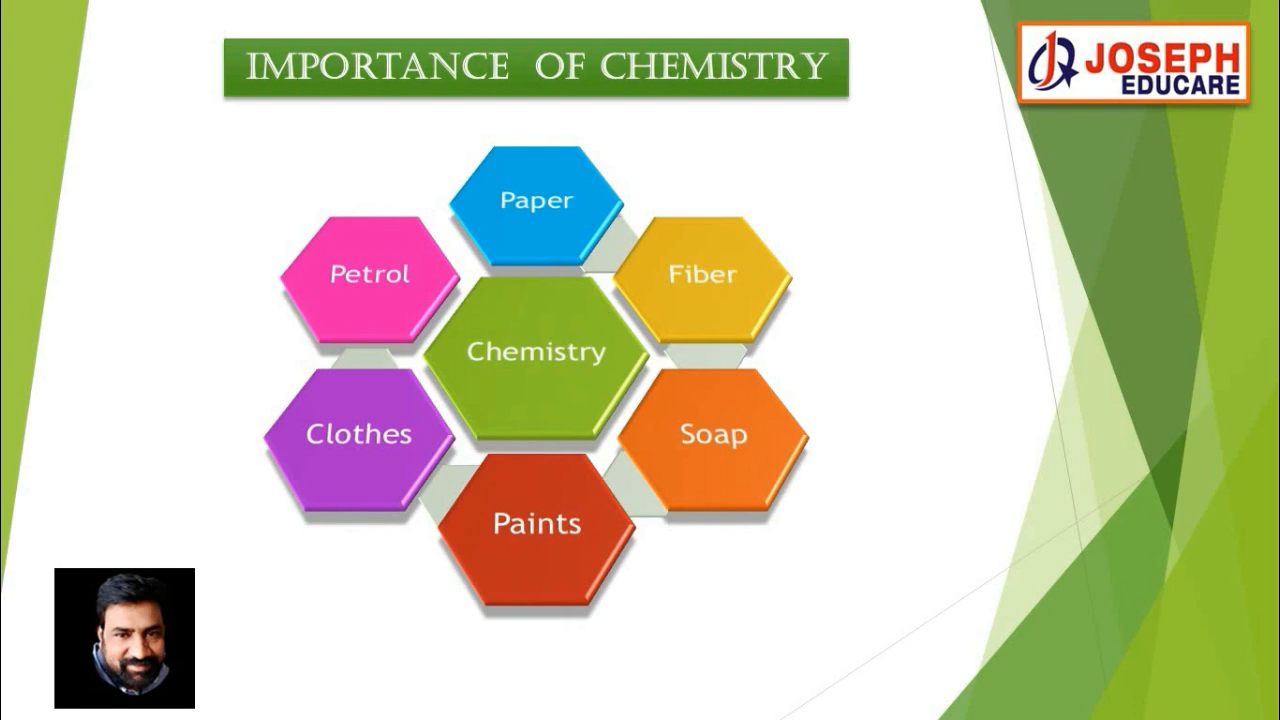 IMPORTANCE OF CHEMISTRY
JOSEPH
EDUCARE
Paper
Petrol
Fiber
Chemistry
Clothes
Soap
Paints